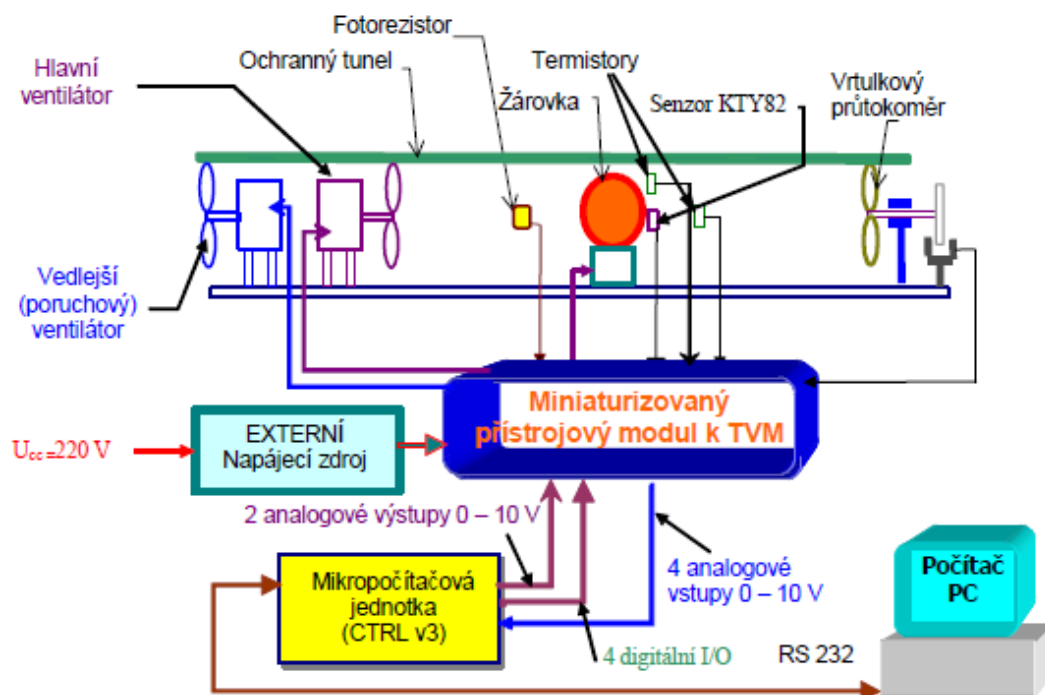 Fotorezistor
Hlavní
ventilátor
Ochranný tunel
Termistory
Žárovka
Senzor KTY82
Vrtulkový
průtokoměr
Vedlejší
(poruchový)
ventilátor
Miniaturizovaný
přístrojový modul k TVM
U꜀꜀=220 V
EXTERNÍ
Napájecí zdroj
2 analogové výstupy 0 – 10 V
4 analogové
vstupy 0 – 10 V
Mikropočítačová
jednotka
(CTRL v3)
4 digitální I/O
RS 232
Počítač
PC